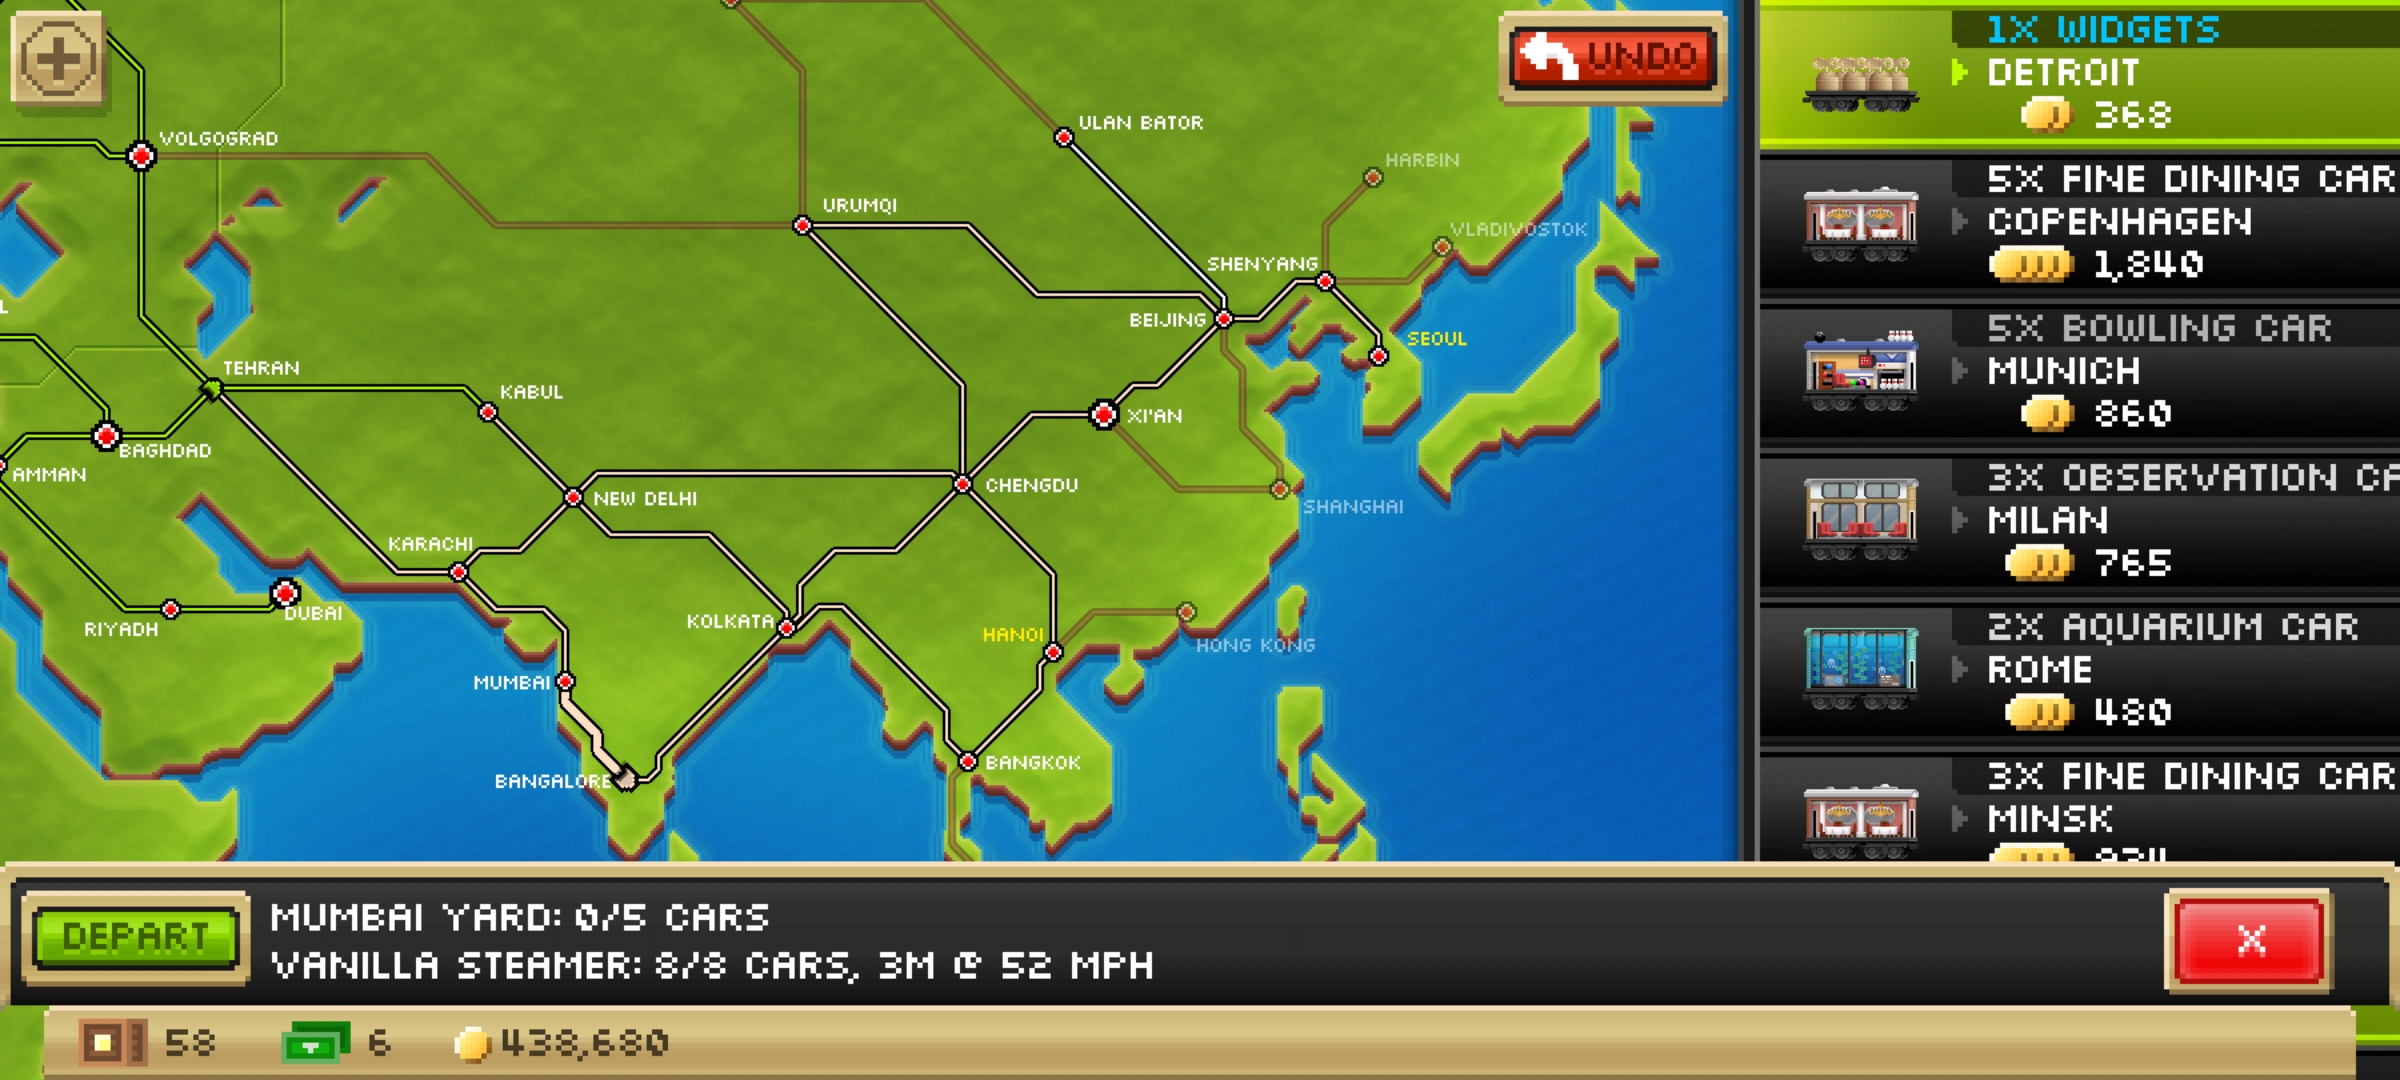 VOLGOGRAD
ULAN BATOR
HARBIN
URUMQI
VLADIVOSTOK
SHENYANG
BEIJING
SEOUL
TEHRAN
KABUL
XI'AN
BAGHDAD
AMMAN
NEW DELHI
CHENGDU
SHANGHAI
KARACHI
RIYADH
DUBAI
KOLKATA
HANOI
HONG KONG
MUMBAI
BANGALORE
BANGKOK
UNDO
1X WIDGETS
DETROIT
368
5X FINE DINING CAR
COPENHAGEN
1,840
5X BOWLING CAR
MUNICH
860
3X OBSERVATION CA
MILAN
765
2X AQUARIUM CAR
ROME
480
3X FINE DINING CAR
MINSK
DEPART
MUMBAI YARD: 0/5 CARS
VANILLA STEAMER: 8/8 CARS, 3M @ 52 MPH
X
58
6
438,680